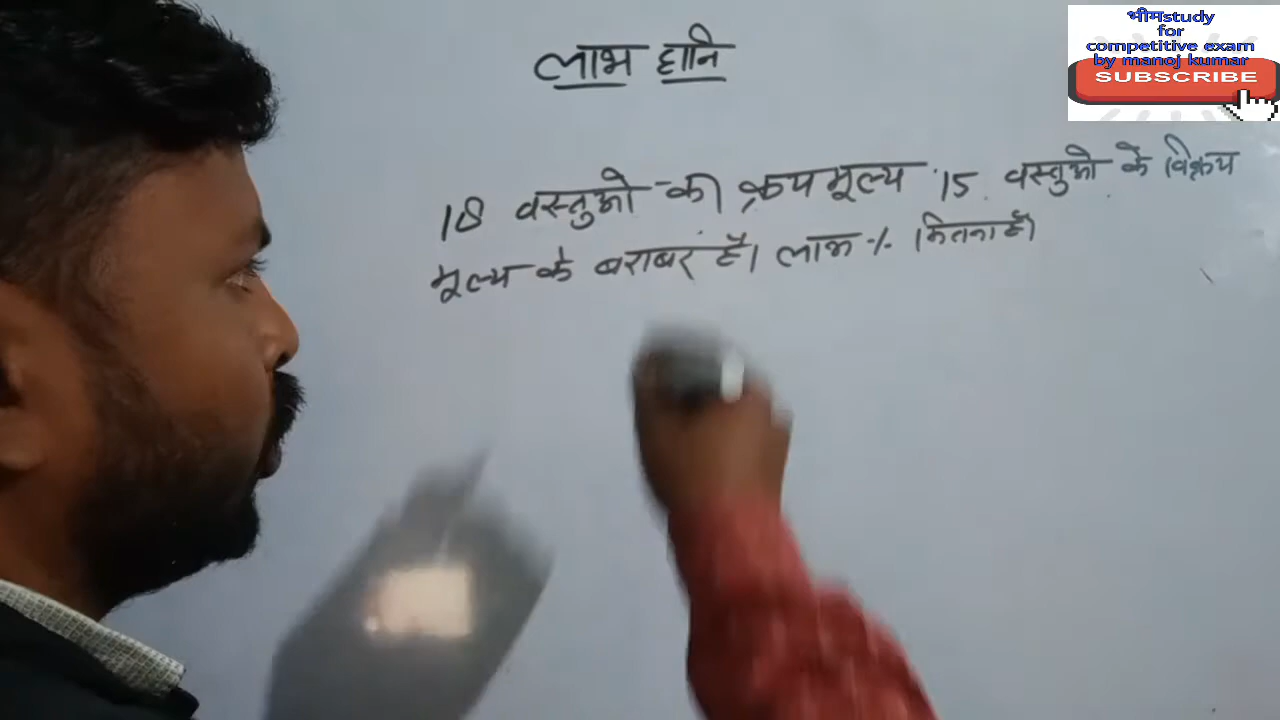 भीमstudy
for
competitive exam
by manoj kumar
SUBSCRIBE
लाभ हानि
18 वस्तुओ का क्रयमूल्य 15 वस्तुओ के विक्रय
मूल्य के बराबर है। लाभ % कितना है।